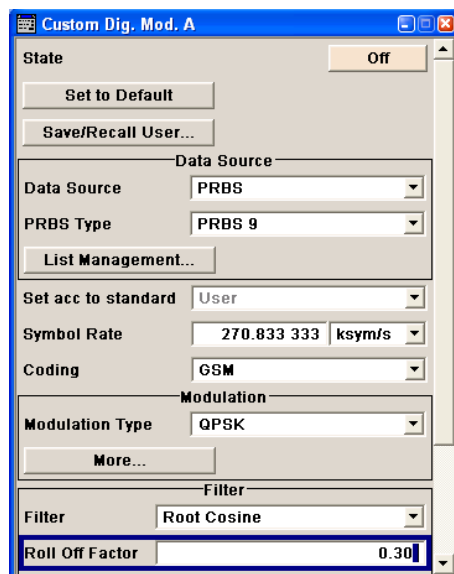 Custom Dig. Mod. A
State Off
Set to Default
Save/Recall User...
Data Source
Data Source PRBS
PRBS Type PRBS 9
List Management...
Set acc to standard User
Symbol Rate 270.833 333 ksym/s
Coding GSM
Modulation
Modulation Type QPSK
More...
Filter
Filter Root Cosine
Roll Off Factor 0.30